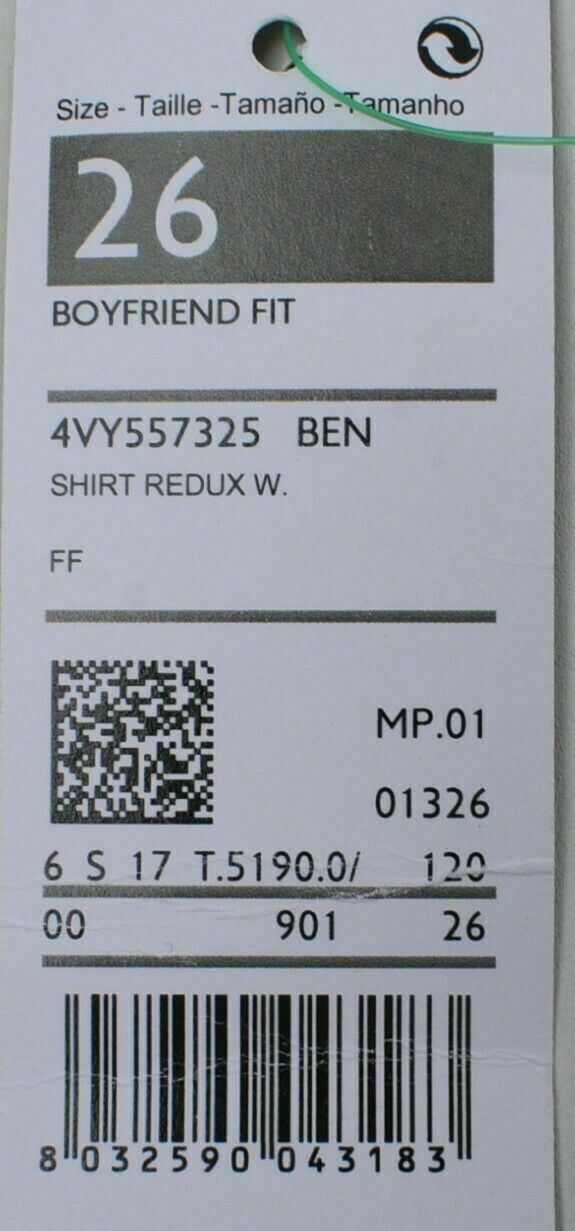 Size - Taille -Tamaño -Tamanho
26
BOYFRIEND FIT
4VY557325 BEN
SHIRT REDUX W.
FF
MP.01
01326
6 S 17 T.5190.0/ 120
00 901 26
8 032590 043183